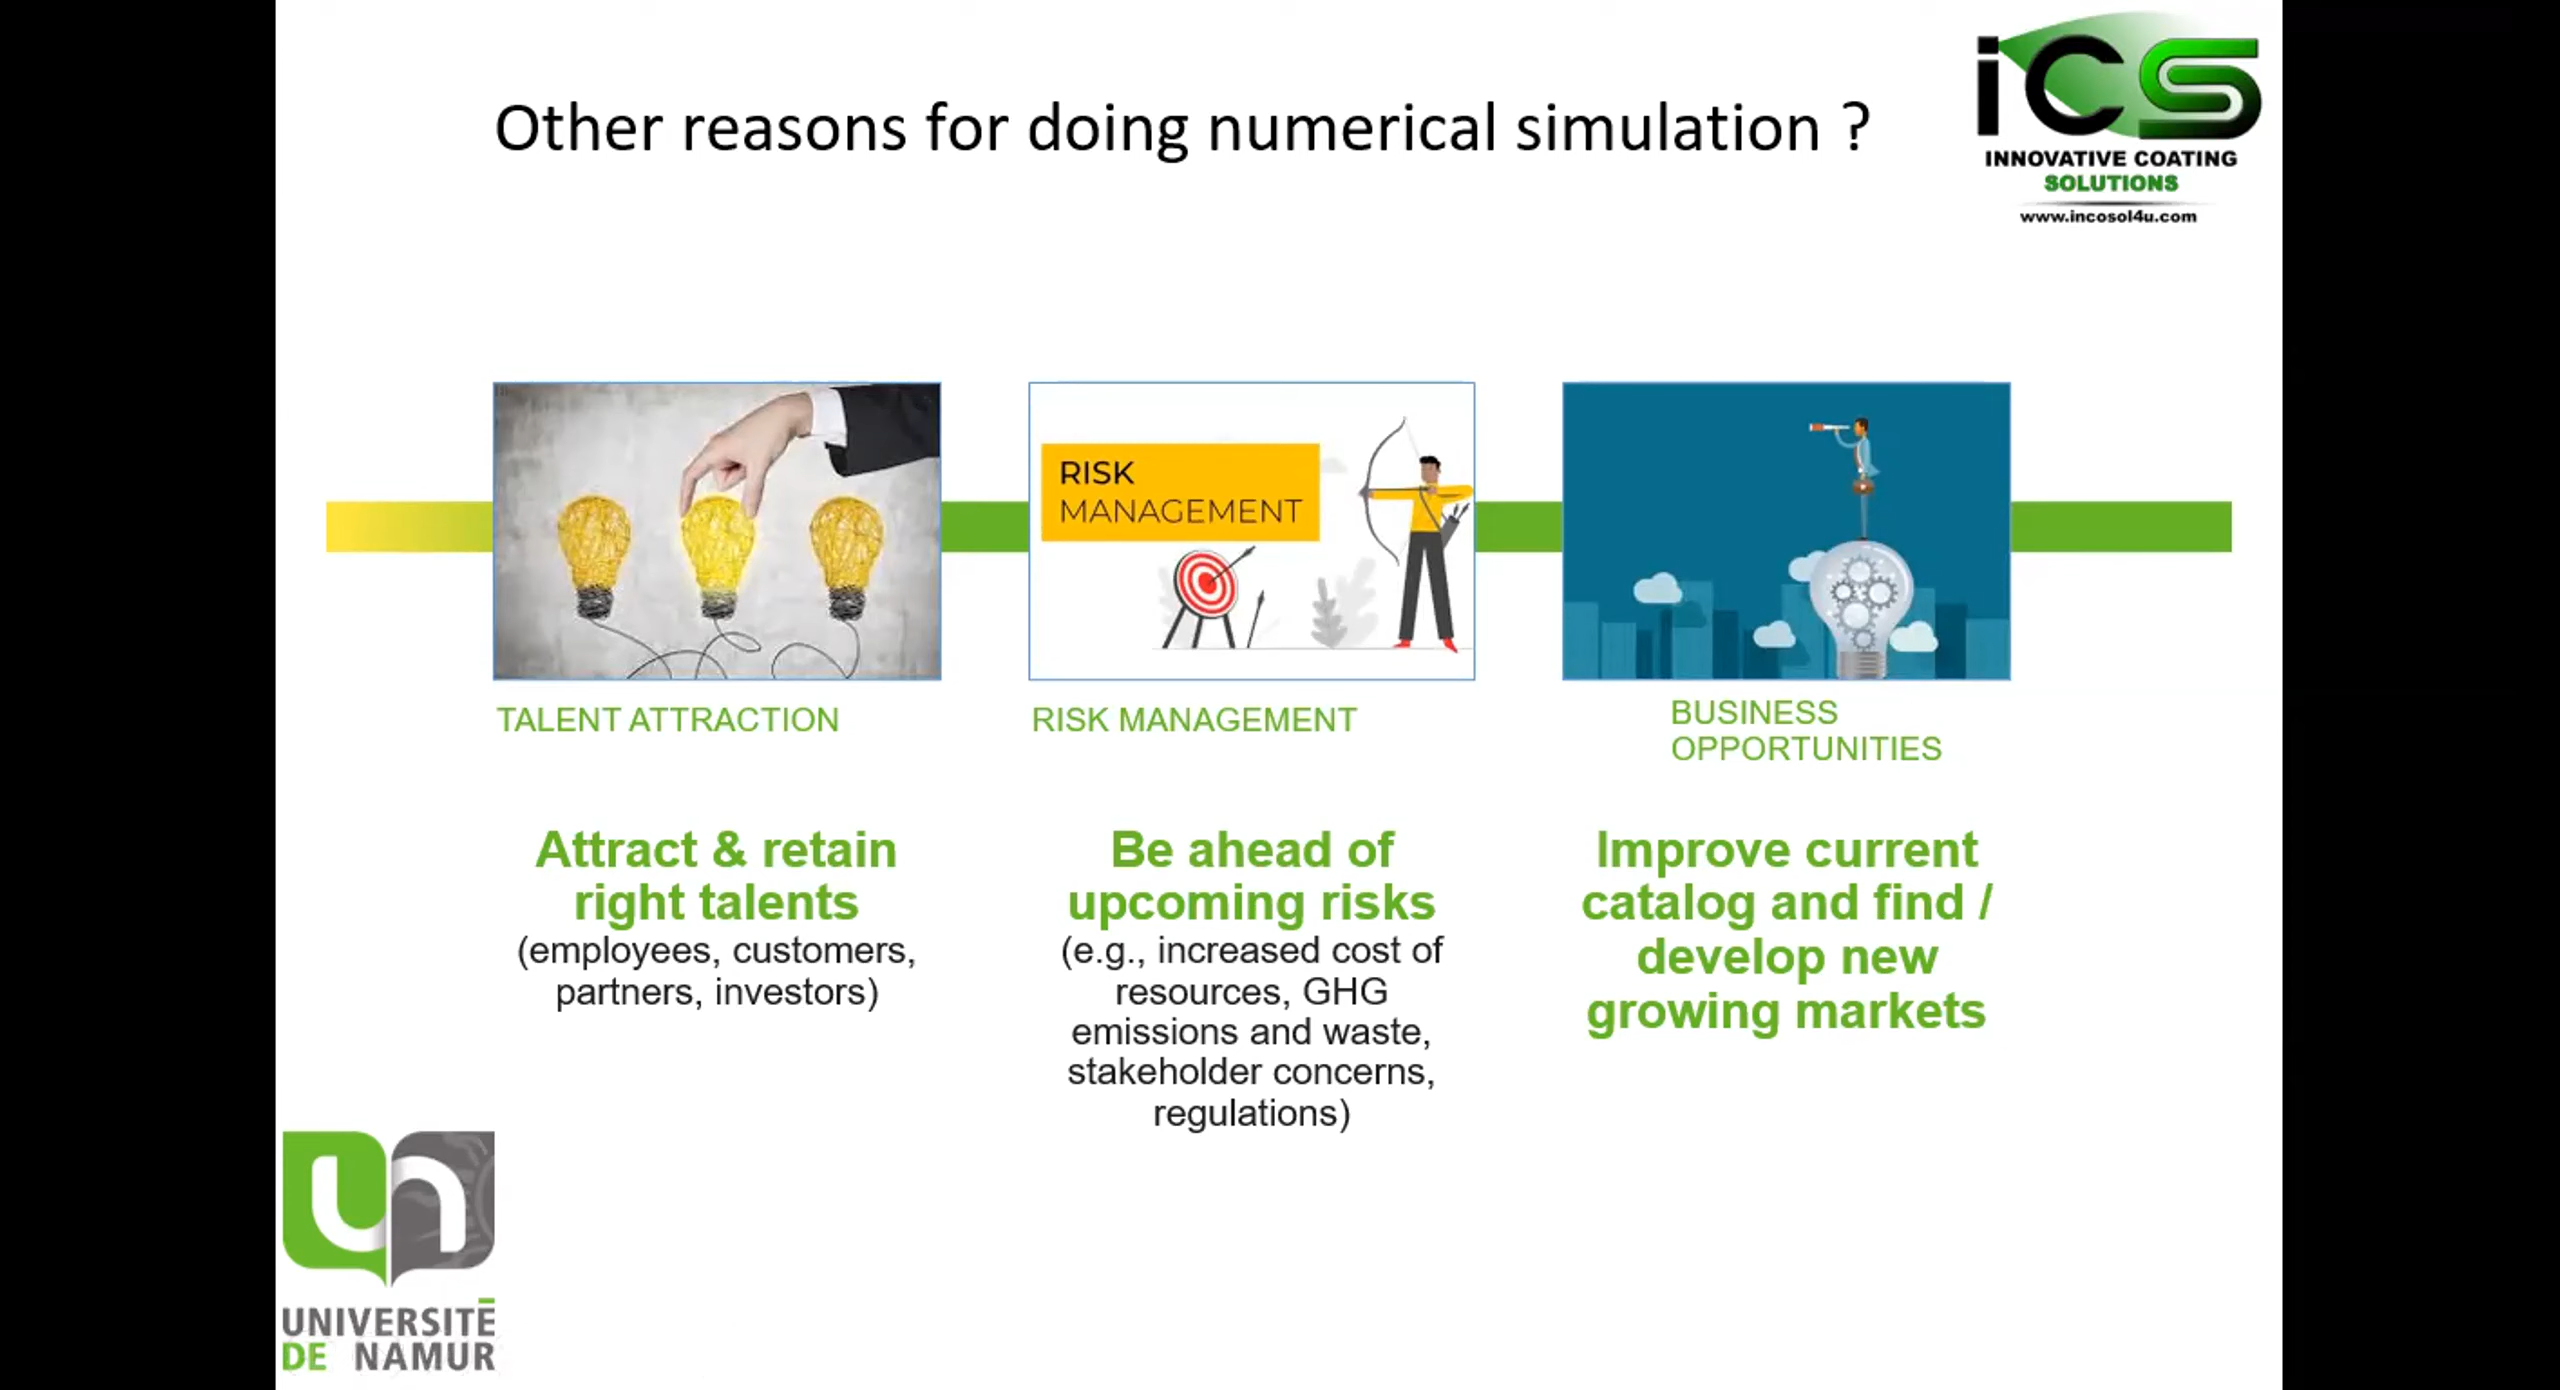 Other reasons for doing numerical simulation ?
iCS
INNOVATIVE COATING
SOLUTIONS
www.incosol4u.com
RISK
MANAGEMENT
TALENT ATTRACTION
RISK MANAGEMENT
BUSINESS
OPPORTUNITIES
Attract & retain
right talents
(employees, customers,
partners, investors)
Be ahead of
upcoming risks
(e.g., increased cost of
resources, GHG
emissions and waste,
stakeholder concerns,
regulations)
Improve current
catalog and find /
develop new
growing markets
un
UNIVERSITÉ
DE NAMUR